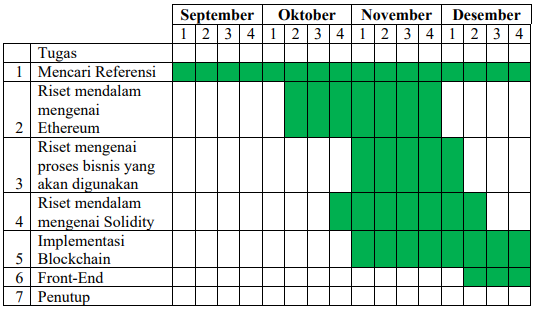 September Oktober November Desember
1 2 3 4 1 2 3 4 1 2 3 4 1 2 3 4
Tugas
1 Mencari Referensi
Riset mendalam
mengenai
2 Ethereum
Riset mengenai
proses bisnis yang
3 akan digunakan
Riset mendalam
4 mengenai Solidity
Implementasi
5 Blockchain
6 Front-End
7 Penutup